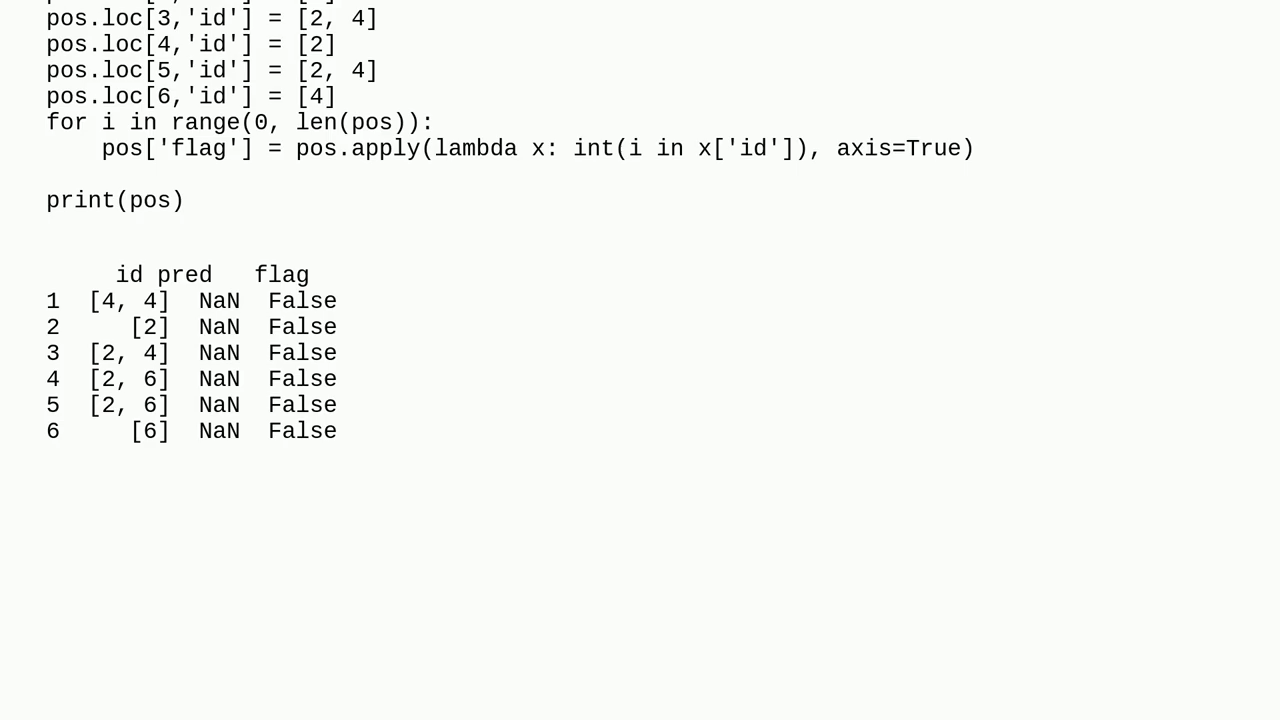 pos.loc[3,'id'] = [2, 4]
pos.loc[4,'id'] = [2]
pos.loc[5,'id'] = [2, 4]
pos.loc[6,'id'] = [4]
for i in range(0, len(pos)):
    pos['flag'] = pos.apply(lambda x: int(i in x['id']), axis=True)
print(pos)
     id pred   flag
1  [4, 4]  NaN  False
2     [2]  NaN  False
3  [2, 4]  NaN  False
4  [2, 6]  NaN  False
5  [2, 6]  NaN  False
6     [6]  NaN  False